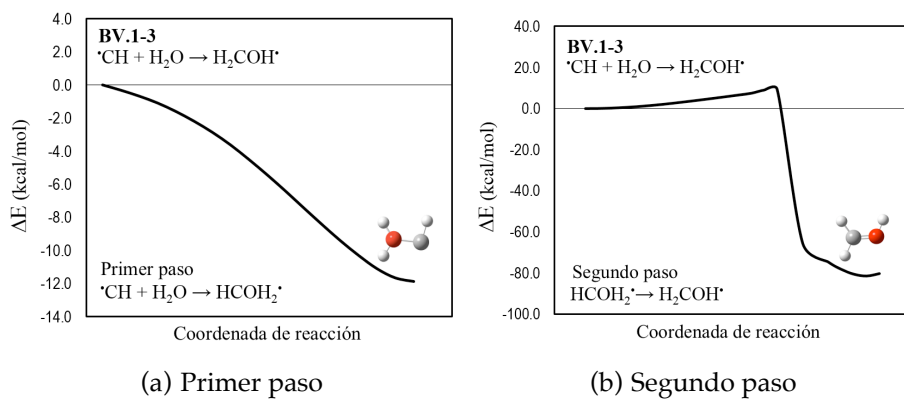 4.0
2.0
0.0
-2.0
-4.0
-6.0
-8.0
-10.0
-12.0
-14.0
ΔE (kcal/mol)
BV.1-3
•CH + H₂O → H₂COH•
Primer paso
•CH + H₂O → HCOH₂•
Coordenada de reacción
(a) Primer paso
40.0
20.0
0.0
-20.0
-40.0
-60.0
-80.0
-100.0
ΔE (kcal/mol)
BV.1-3
•CH + H₂O → H₂COH•
Segundo paso
HCOH₂•→ H₂COH•
Coordenada de reacción
(b) Segundo paso